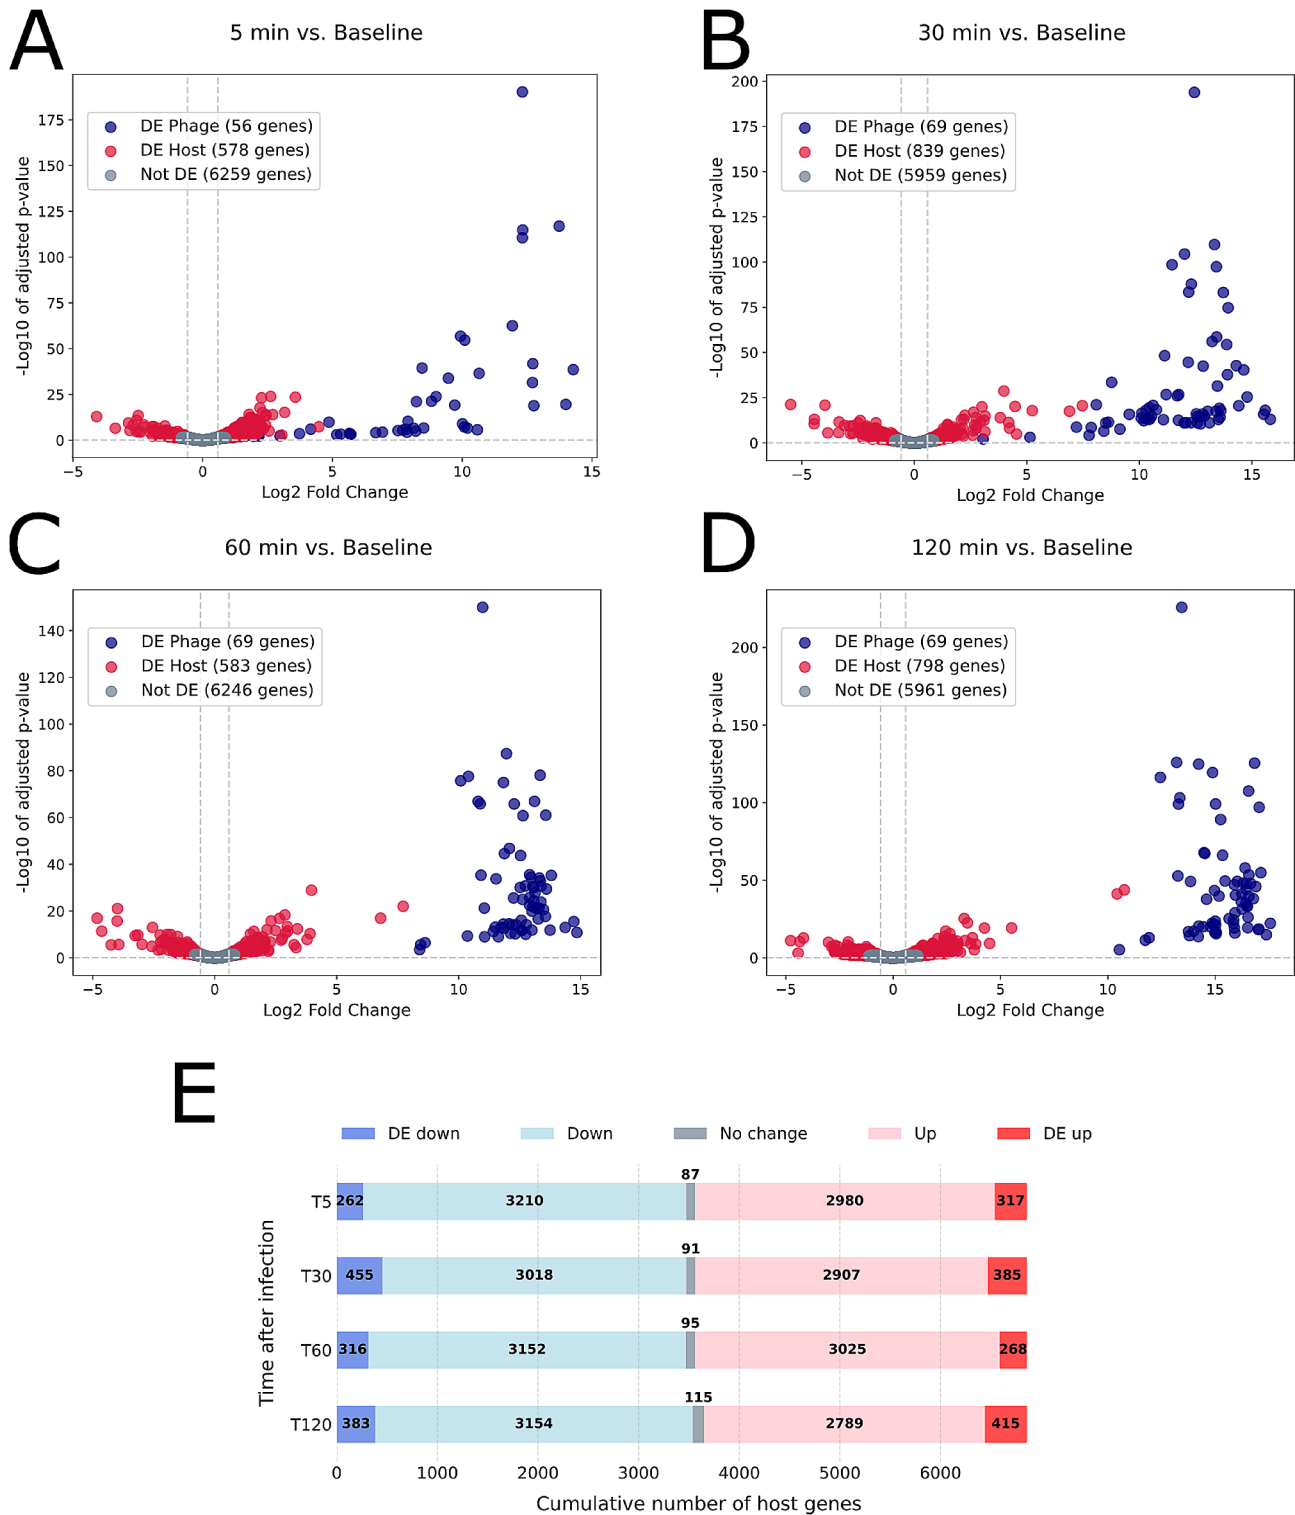 A
5 min vs. Baseline
-Log10 of adjusted p-value
175
150
125
100
75
50
25
0
DE Phage (56 genes)
DE Host (578 genes)
Not DE (6259 genes)
−5 0 5 10 15
Log2 Fold Change
B
30 min vs. Baseline
-Log10 of adjusted p-value
200
175
150
125
100
75
50
25
0
DE Phage (69 genes)
DE Host (839 genes)
Not DE (5959 genes)
−5 0 5 10 15
Log2 Fold Change
C
60 min vs. Baseline
-Log10 of adjusted p-value
140
120
100
80
60
40
20
0
DE Phage (69 genes)
DE Host (583 genes)
Not DE (6246 genes)
−5 0 5 10 15
Log2 Fold Change
D
120 min vs. Baseline
-Log10 of adjusted p-value
200
150
100
50
0
DE Phage (69 genes)
DE Host (798 genes)
Not DE (5961 genes)
−5 0 5 10 15
Log2 Fold Change
E
DE down Down No change Up DE up
Time after infection
87
T5 262 3210 2980 317
91
T30 455 3018 2907 385
95
T60 316 3152 3025 268
115
T120 383 3154 2789 415
0 1000 2000 3000 4000 5000 6000
Cumulative number of host genes